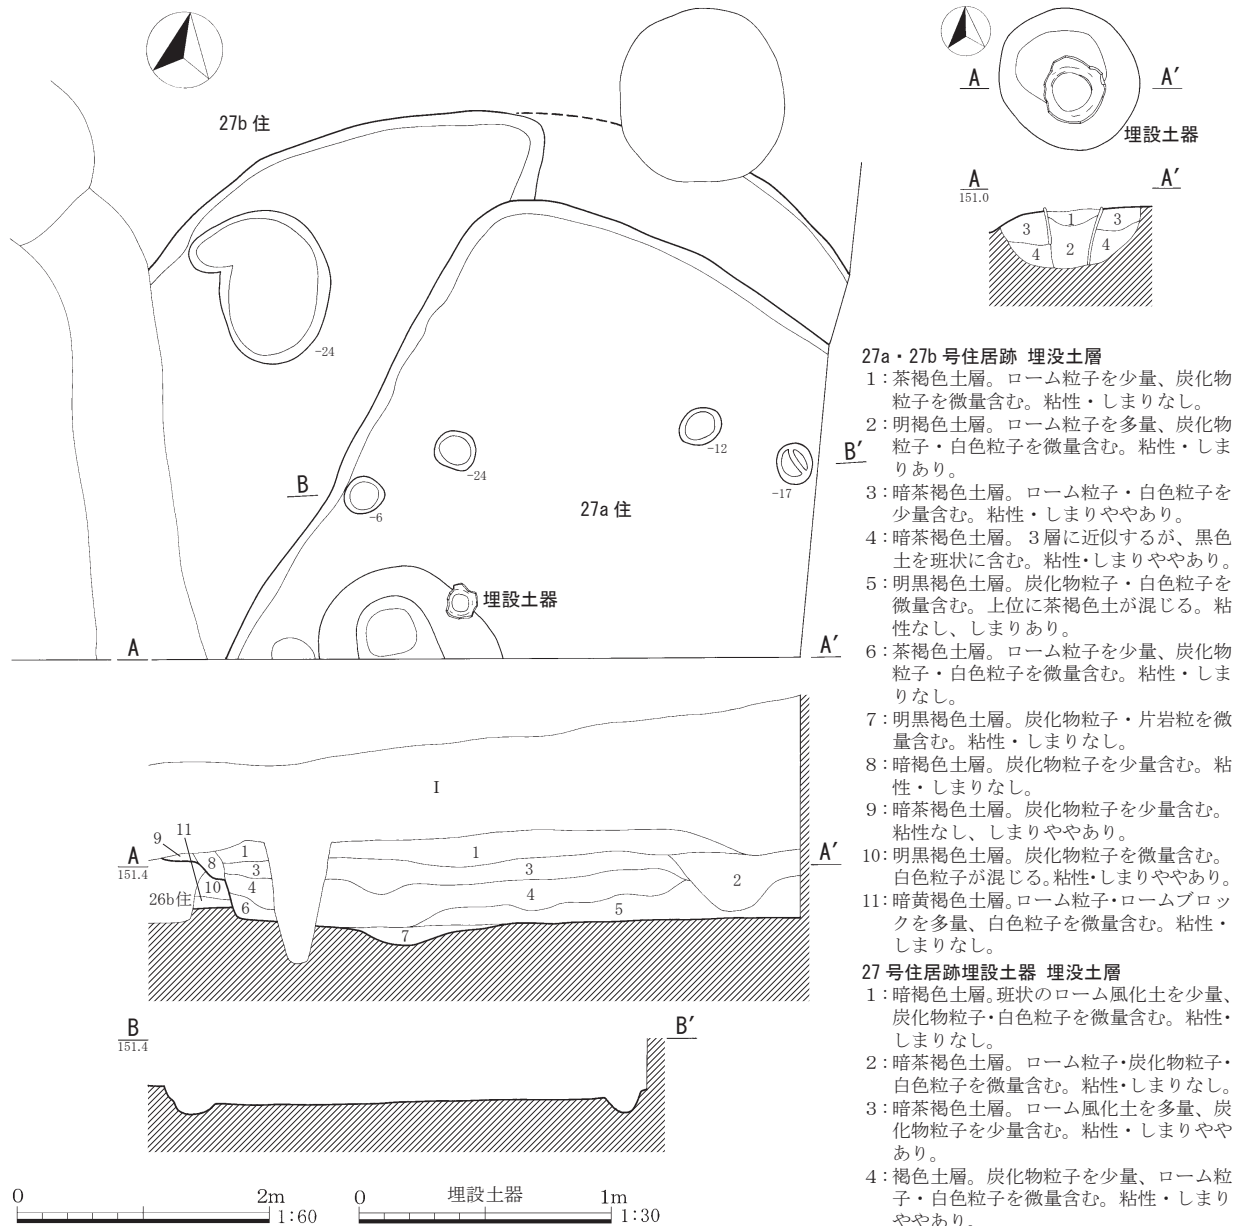 27b 住
-24
-24
-12
B
B′
-6
-17
27a 住
埋設土器
A
A′
I
9
11
1
8
3
A
151.4
10
4
26b住
6
1
3
4
5
7
2
A′
B
151.4
B′
0
2m
1:60
0
埋設土器
1m
1:30
A
A′
埋設土器
A
151.0
A′
3
1
3
4
2
4
27a・27b 号住居跡 埋没土層
1:茶褐色土層。ローム粒子を少量、炭化物
粒子を微量含む。粘性・しまりなし。
2:明褐色土層。ローム粒子を多量、炭化物
粒子・白色粒子を微量含む。粘性・しま
りあり。
3:暗茶褐色土層。ローム粒子・白色粒子を
少量含む。粘性・しまりややあり。
4:暗茶褐色土層。3層に近似するが、黒色
土を班状に含む。粘性・しまりややあり。
5:明黒褐色土層。炭化物粒子・白色粒子を
微量含む。上位に茶褐色土が混じる。粘
性なし、しまりあり。
6:茶褐色土層。ローム粒子を少量、炭化物
粒子・白色粒子を微量含む。粘性・しま
りなし。
7:明黒褐色土層。炭化物粒子・片岩粒を微
量含む。粘性・しまりなし。
8:暗褐色土層。炭化物粒子を少量含む。粘
性・しまりなし。
9:暗茶褐色土層。炭化物粒子を少量含む。
粘性なし、しまりややあり。
10:明黒褐色土層。炭化物粒子を微量含む。
白色粒子が混じる。粘性・しまりややあり。
11:暗黄褐色土層。ローム粒子・ロームブロッ
クを多量、白色粒子を微量含む。粘性・
しまりなし。
27 号住居跡埋設土器 埋没土層
1:暗褐色土層。班状のローム風化土を少量、
炭化物粒子・白色粒子を微量含む。粘性・
しまりなし。
2:暗茶褐色土層。ローム粒子・炭化物粒子・
白色粒子を微量含む。粘性・しまりなし。
3:暗茶褐色土層。ローム風化土を多量、炭
化物粒子を少量含む。粘性・しまりやや
あり。
4:褐色土層。炭化物粒子を少量、ローム粒
子・白色粒子を微量含む。粘性・しまり
ややあり。